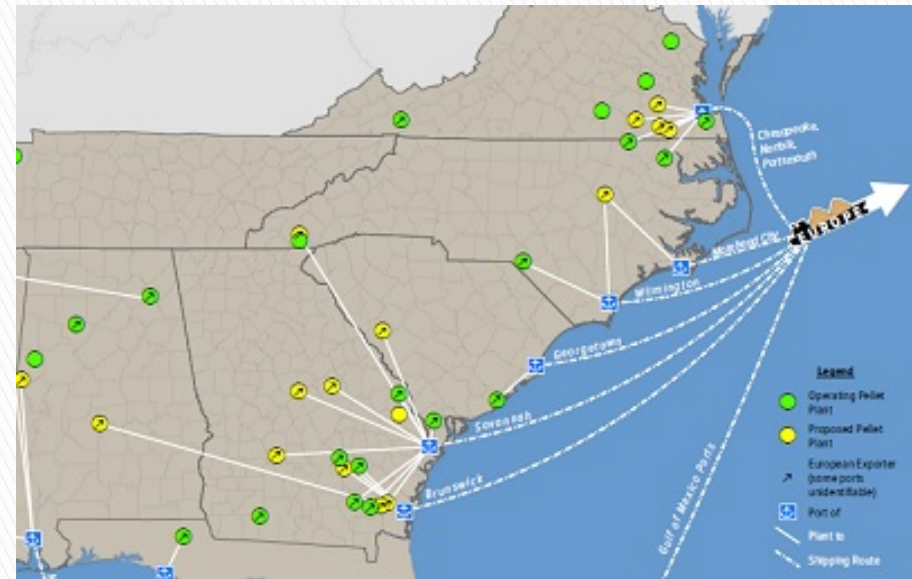 Chesapeake,
Norfolk,
Portsmouth
Morehead City
Wilmington
Georgetown
Savannah
Brunswick
Gulf of Mexico Ports
Legend
Operating Pellet
Plant
Proposed Pellet
Plant
European Exporter
(some ports
unidentifiable)
Port of
Plant to
Shipping Route